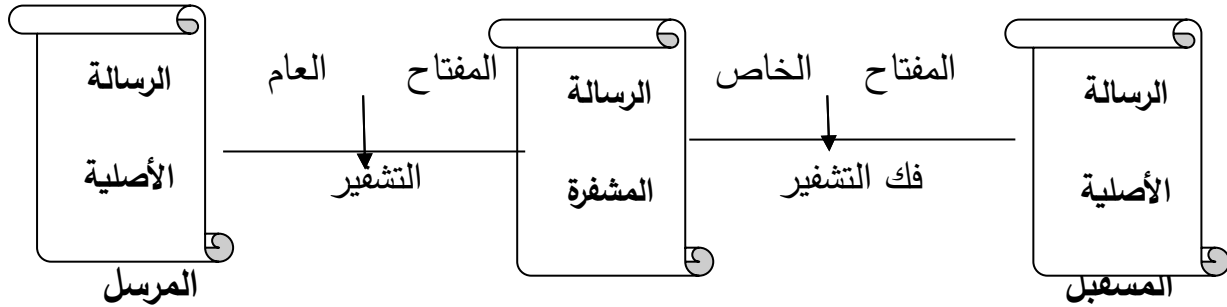 الرسالة
الأصلية
المرسل
المفتاح العام
التشفير
الرسالة
المشفرة
المفتاح الخاص
فك التشفير
الرسالة
الأصلية
المستقبل